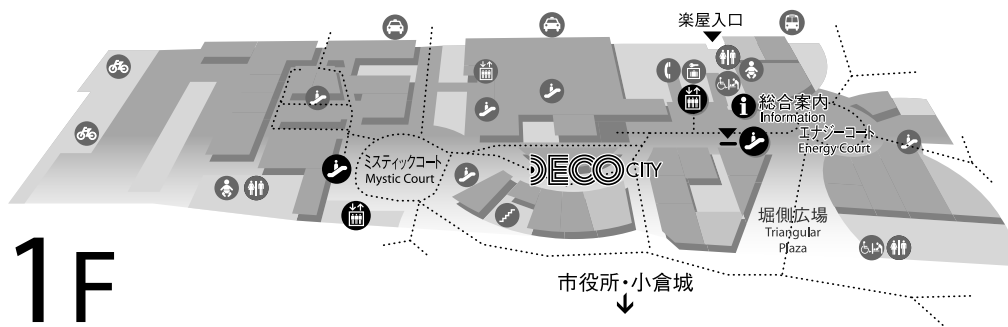 楽屋入口
総合案内
Information
エナジーコート
Energy Court
ミスティックコート
Mystic Court
DECO CITY
堀側広場
Triangular
Plaza
市役所・小倉城
1F